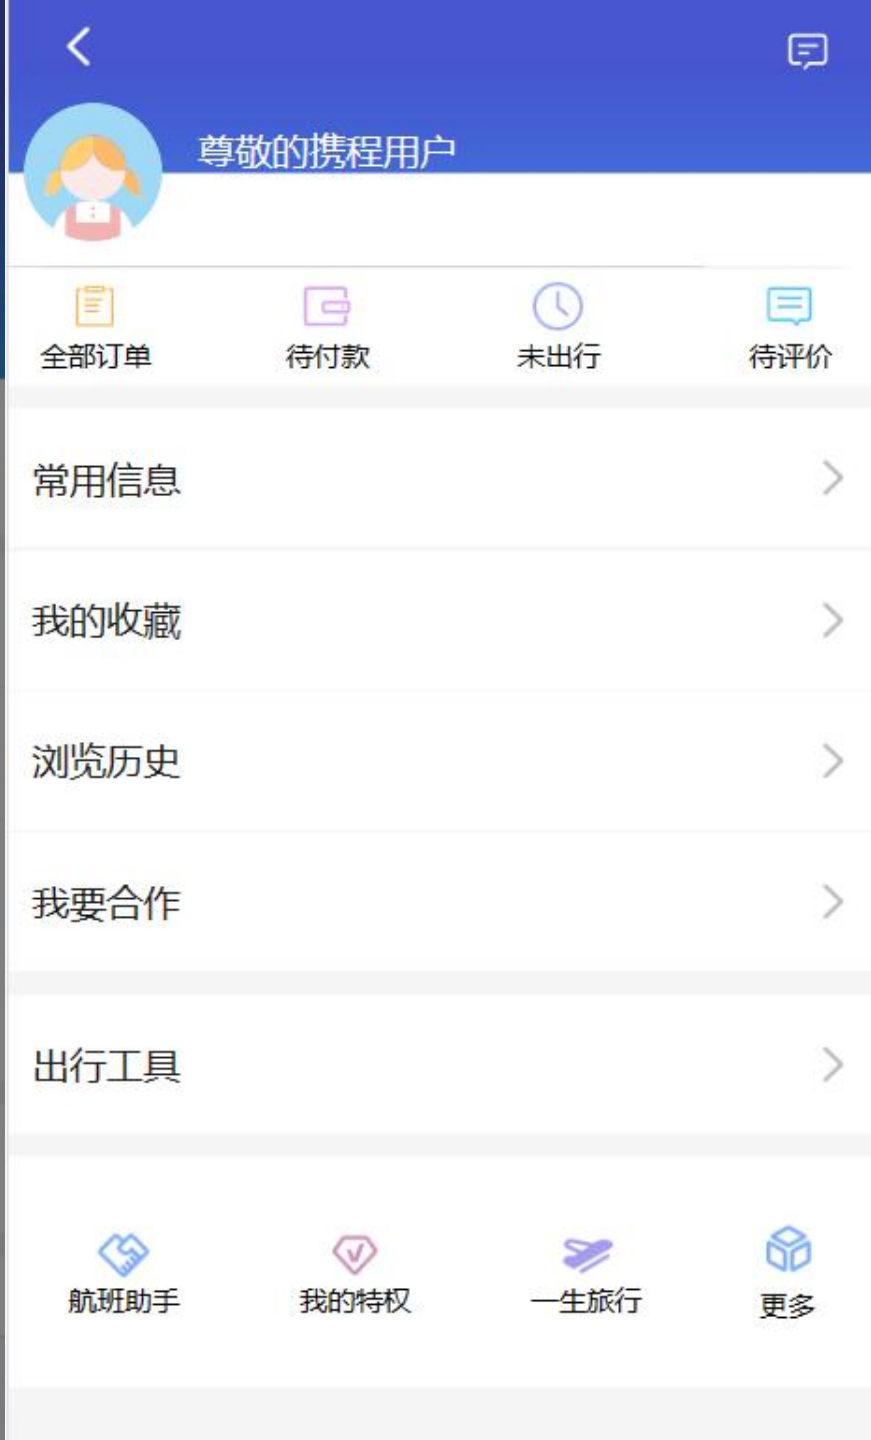 尊敬的携程用户
全部订单 待付款 未出行 待评价
常用信息
我的收藏
浏览历史
我要合作
出行工具
航班助手 我的特权 一生旅行 更多